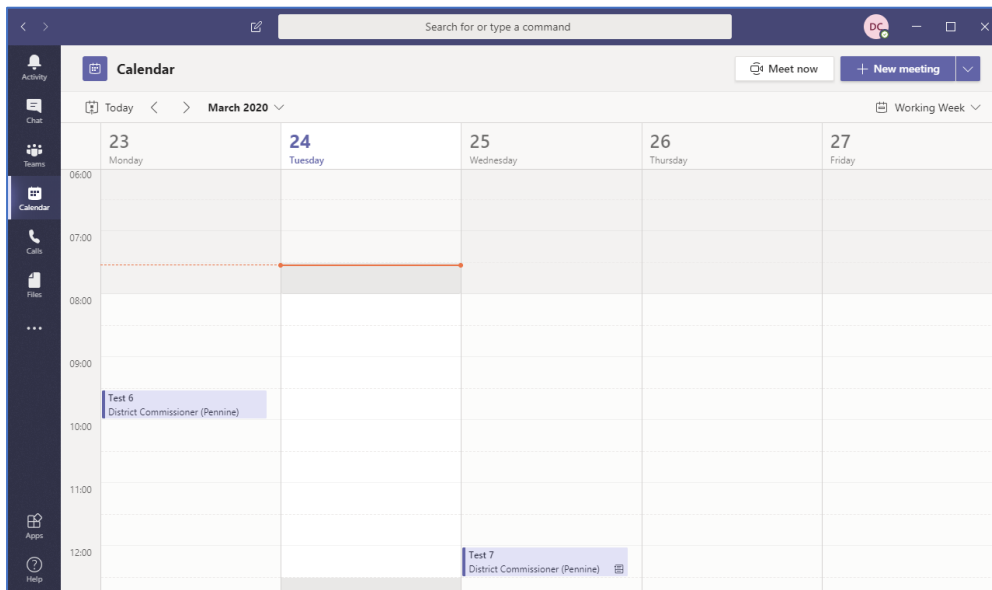 Search for or type a command
DC
Activity
Chat
Teams
Calendar
Calls
Files
Apps
Help
Calendar
Meet now
New meeting
Today
March 2020
Working Week
23
Monday
24
Tuesday
25
Wednesday
26
Thursday
27
Friday
06:00
07:00
08:00
09:00
Test 6
District Commissioner (Pennine)
10:00
11:00
12:00
Test 7
District Commissioner (Pennine)